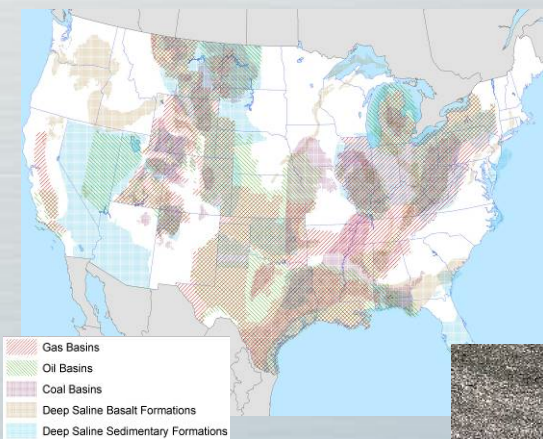 Gas Basins
Oil Basins
Coal Basins
Deep Saline Basalt Formations
Deep Saline Sedimentary Formations